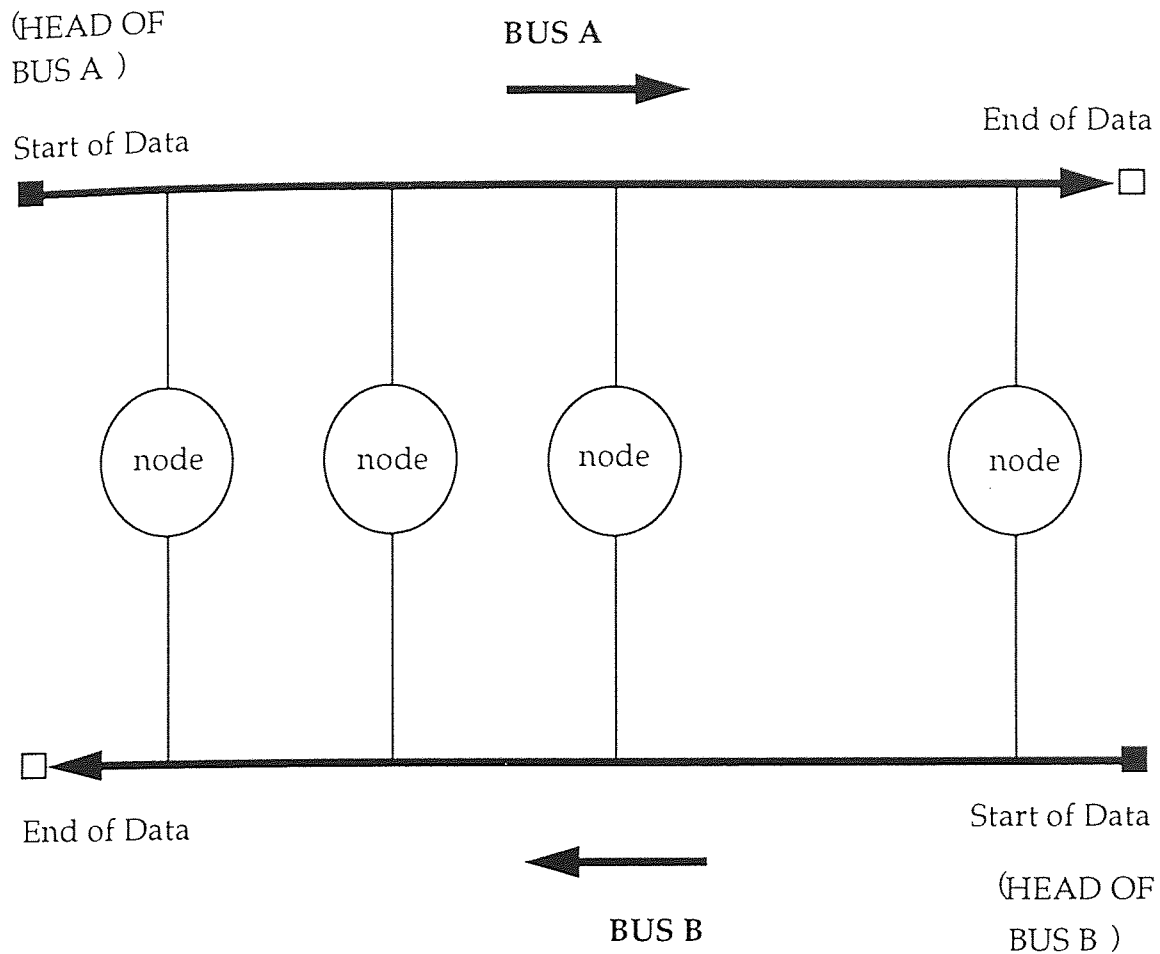 (HEAD OF
BUS A )
BUS A
Start of Data
End of Data
node
node
node
node
End of Data
Start of Data
BUS B
(HEAD OF
BUS B )